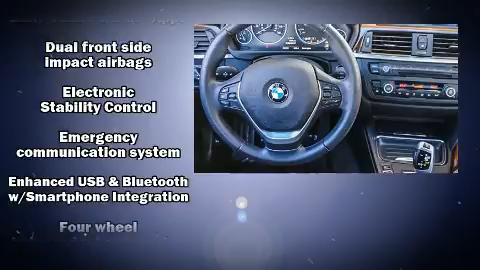 Dual front side
impact airbags
Electronic
Stability Control
Emergency
communication system
Enhanced USB & Bluetooth
w/Smartphone Integration
Four wheel